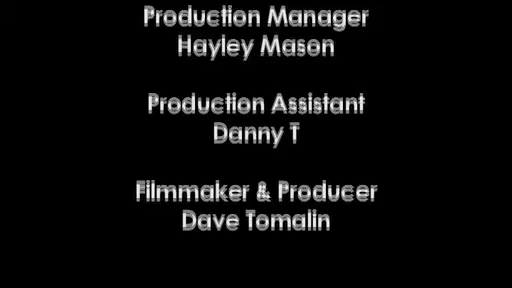 Production Manager
Hayley Mason
Production Assistant
Danny T
Filmmaker & Producer
Dave Tomalin